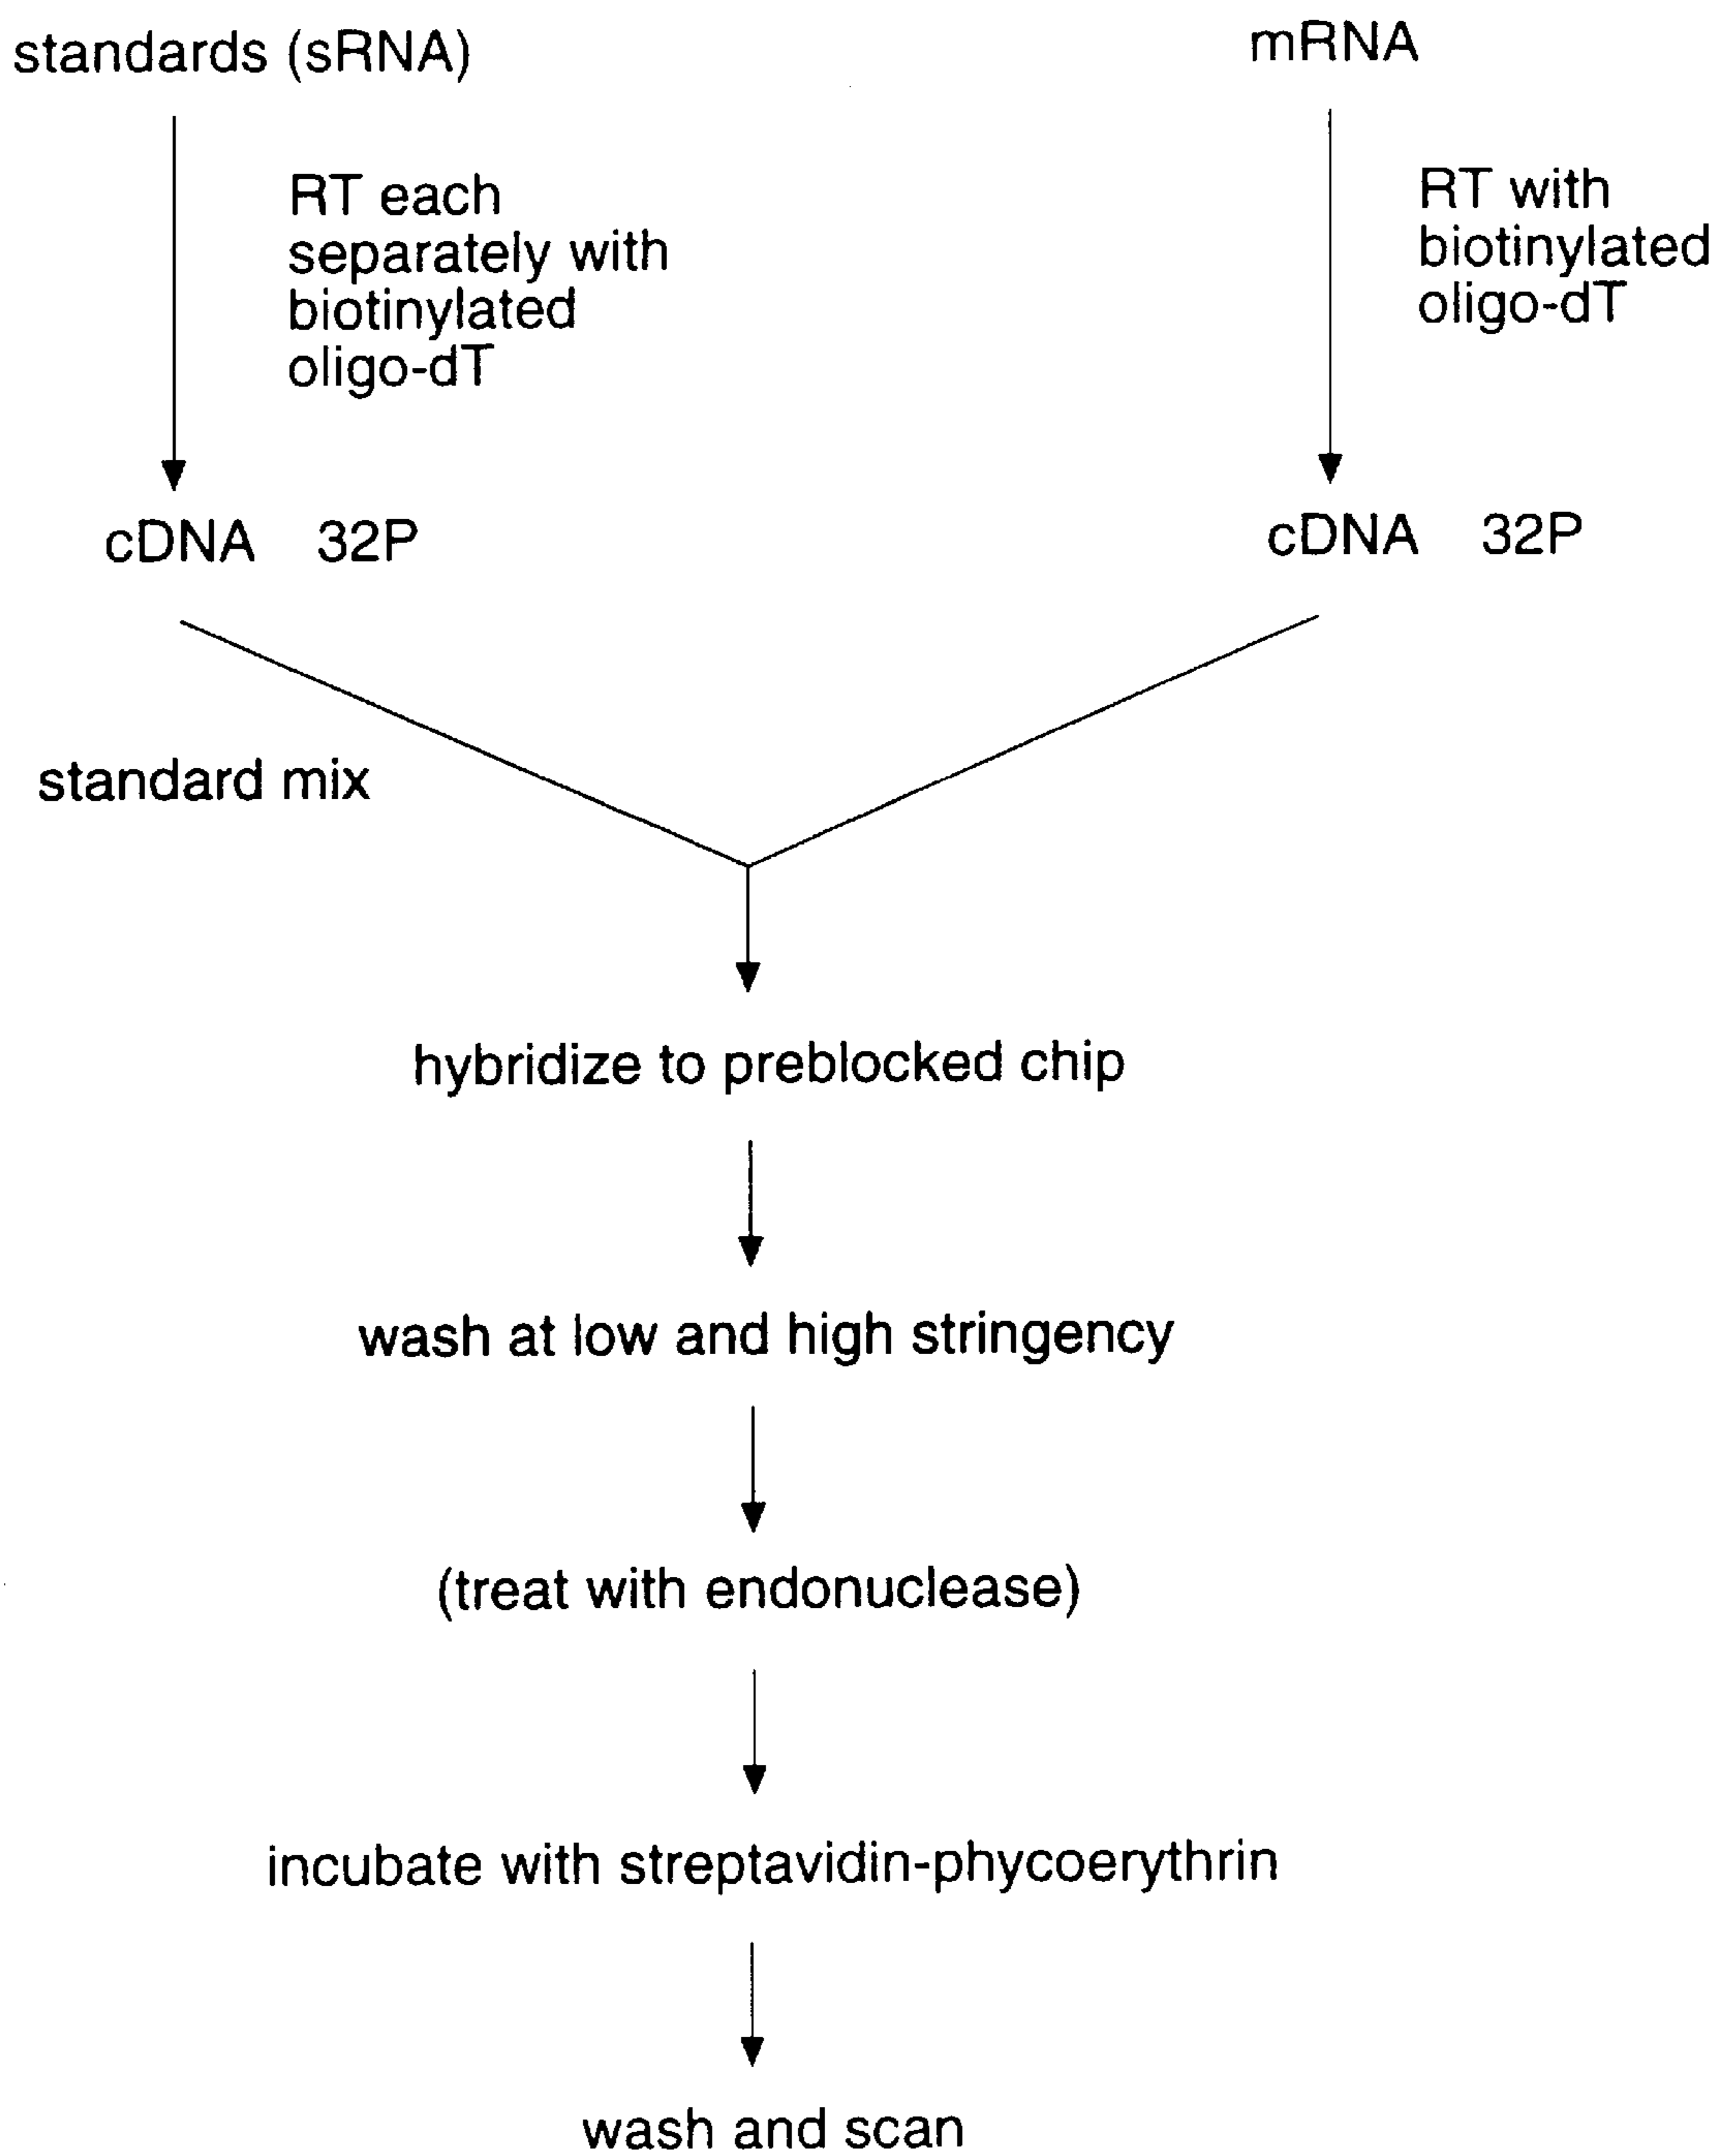 standards (sRNA)
mRNA
RT each
separately with
biotinylated
oligo-dT
RT with
biotinylated
oligo-dT
cDNA 32P
cDNA 32P
standard mix
hybridize to preblocked chip
wash at low and high stringency
(treat with endonuclease)
incubate with streptavidin-phycoerythrin
wash and scan